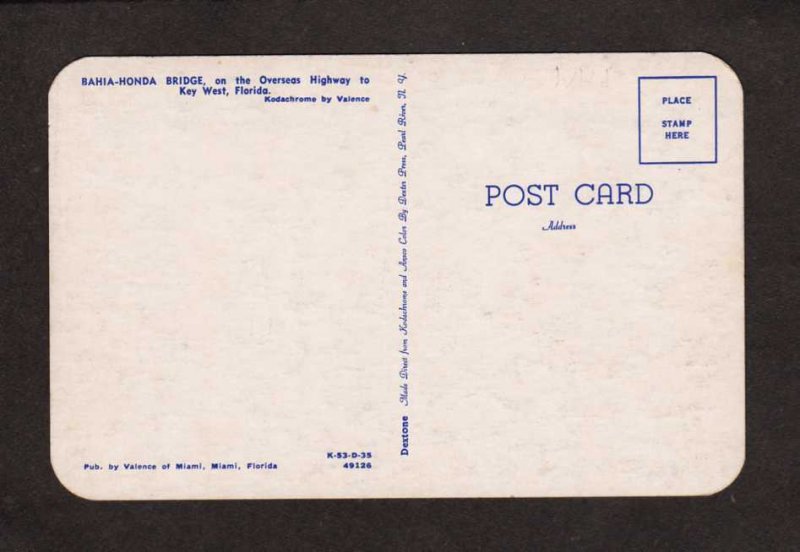 BAHIA-HONDA BRIDGE, on the Overseas Highway to
Key West, Florida.
Kodachrome by Valence
Pub. by Valence of Miami, Miami, Florida
K-53-D-35
49126
Dextone Made Direct from Kodachrome and Ansco Color By Dexter Press, Pearl River, N. Y.
PLACE
STAMP
HERE
POST CARD
Address